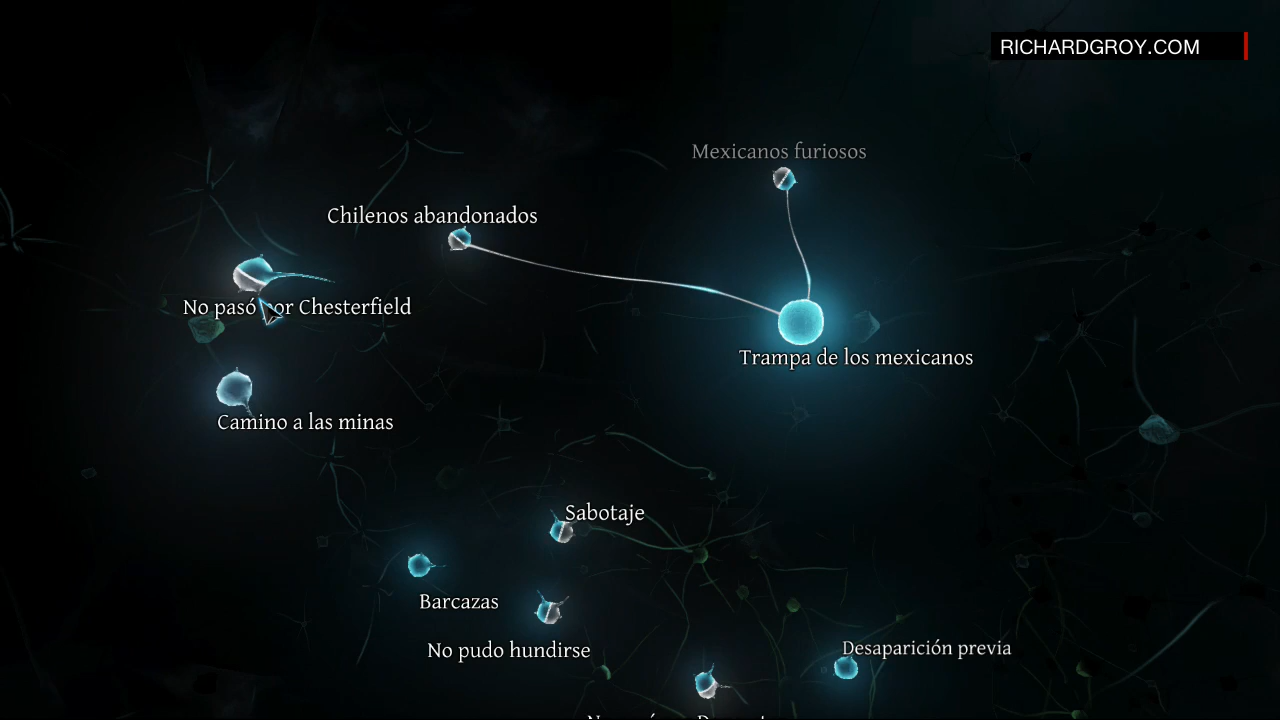 RICHARDGROY.COM
Mexicanos furiosos
Chilenos abandonados
No pasó por Chesterfield
Trampa de los mexicanos
Camino a las minas
Sabotaje
Barcazas
No pudo hundirse
Desaparición previa